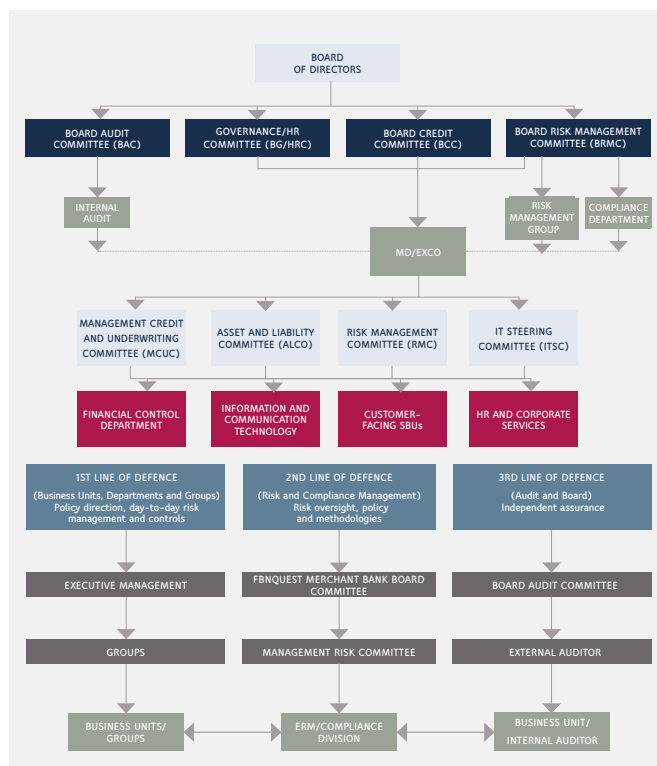 BOARD
OF DIRECTORS
BOARD AUDIT
COMMITTEE (BAC)
GOVERNANCE/HR
COMMITTEE (BG/HRC)
BOARD CREDIT
COMMITTEE (BCC)
BOARD RISK MANAGEMENT
COMMITTEE (BRMC)
INTERNAL
AUDIT
RISK
MANAGEMENT
GROUP
COMPLIANCE
DEPARTMENT
MD/EXCO
MANAGEMENT CREDIT
AND UNDERWRITING
COMMITTEE (MCUC)
ASSET AND LIABILITY
COMMITTEE (ALCO)
RISK MANAGEMENT
COMMITTEE (RMC)
IT STEERING
COMMITTEE (ITSC)
FINANCIAL CONTROL
DEPARTMENT
INFORMATION AND
COMMUNICATION
TECHNOLOGY
CUSTOMER-
FACING SBUs
HR AND CORPORATE
SERVICES
1ST LINE OF DEFENCE
(Business Units, Departments and Groups)
Policy direction, day-to-day risk
management and controls
2ND LINE OF DEFENCE
(Risk and Compliance Management)
Risk oversight, policy
and methodologies
3RD LINE OF DEFENCE
(Audit and Board)
Independent assurance
EXECUTIVE MANAGEMENT
FBNQUEST MERCHANT BANK BOARD
COMMITTEE
BOARD AUDIT COMMITTEE
GROUPS
MANAGEMENT RISK COMMITTEE
EXTERNAL AUDITOR
BUSINESS UNITS/
GROUPS
ERM/COMPLIANCE
DIVISION
BUSINESS UNIT/
INTERNAL AUDITOR